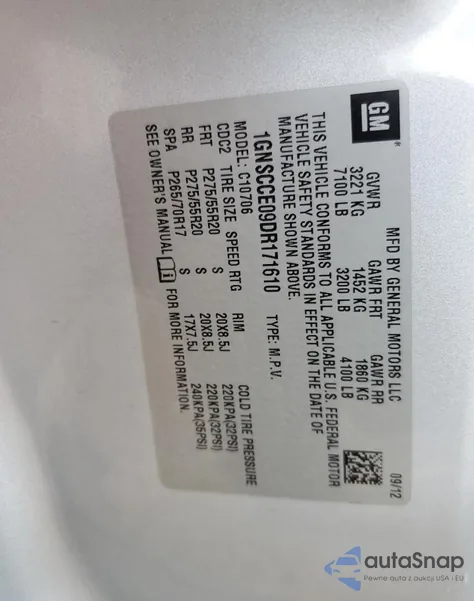 GM
MFD BY GENERAL MOTORS LLC 09/12
GVWR GAWR FRT GAWR RR
3221 KG 1452 KG 1860 KG
7100 LB 3200 LB 4100 LB
THIS VEHICLE CONFORMS TO ALL APPLICABLE U.S. FEDERAL MOTOR
VEHICLE SAFETY STANDARDS IN EFFECT ON THE DATE OF
MANUFACTURE SHOWN ABOVE.
1GNSCCE09DR171610 TYPE: M.P.V.
MODEL: C10706
CDC2 TIRE SIZE SPEED RTG RIM COLD TIRE PRESSURE
FRT P275/55R20 S 20X8.5J 220KPA(32PSI)
RR P275/55R20 S 20X8.5J 220KPA(32PSI)
SPA P265/70R17 S 17X7.5J 240KPA(35PSI)
SEE OWNER'S MANUAL FOR MORE INFORMATION.
autaSnap
Pewne auta z aukcji USA - EU